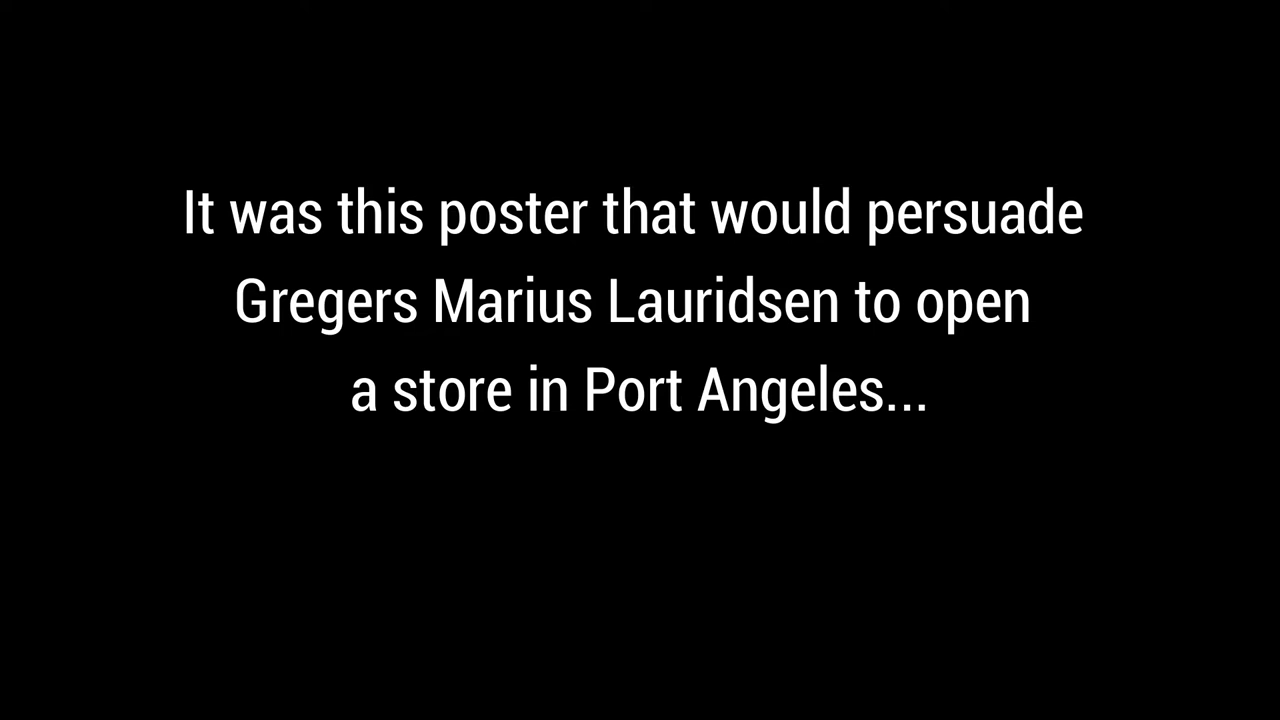 It was this poster that would persuade
Gregers Marius Lauridsen to open
a store in Port Angeles...